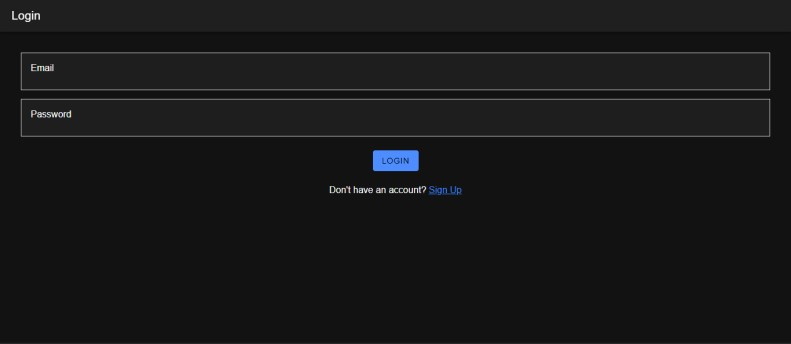 Login
Email
Password
LOGIN
Don't have an account? Sign Up